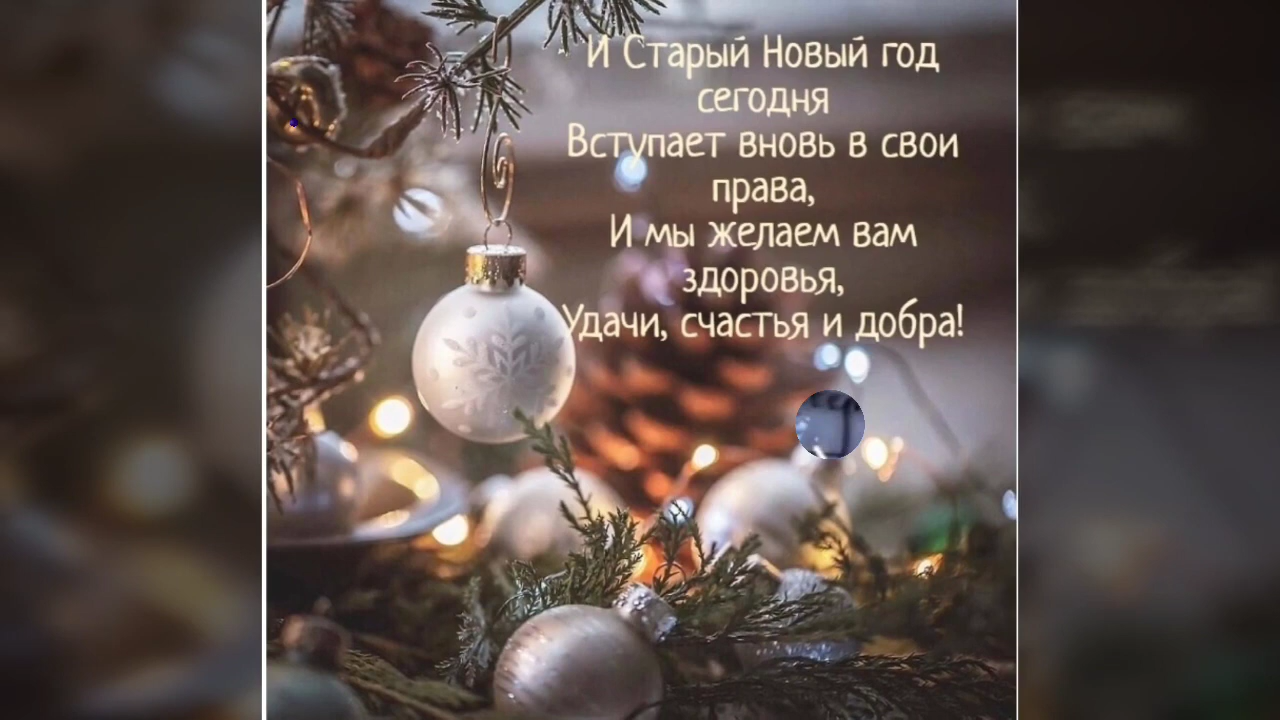 И Старый Новый год
сегодня
Вступает вновь в свои
права,
И мы желаем вам
здоровья,
Удачи, счастья и добра!